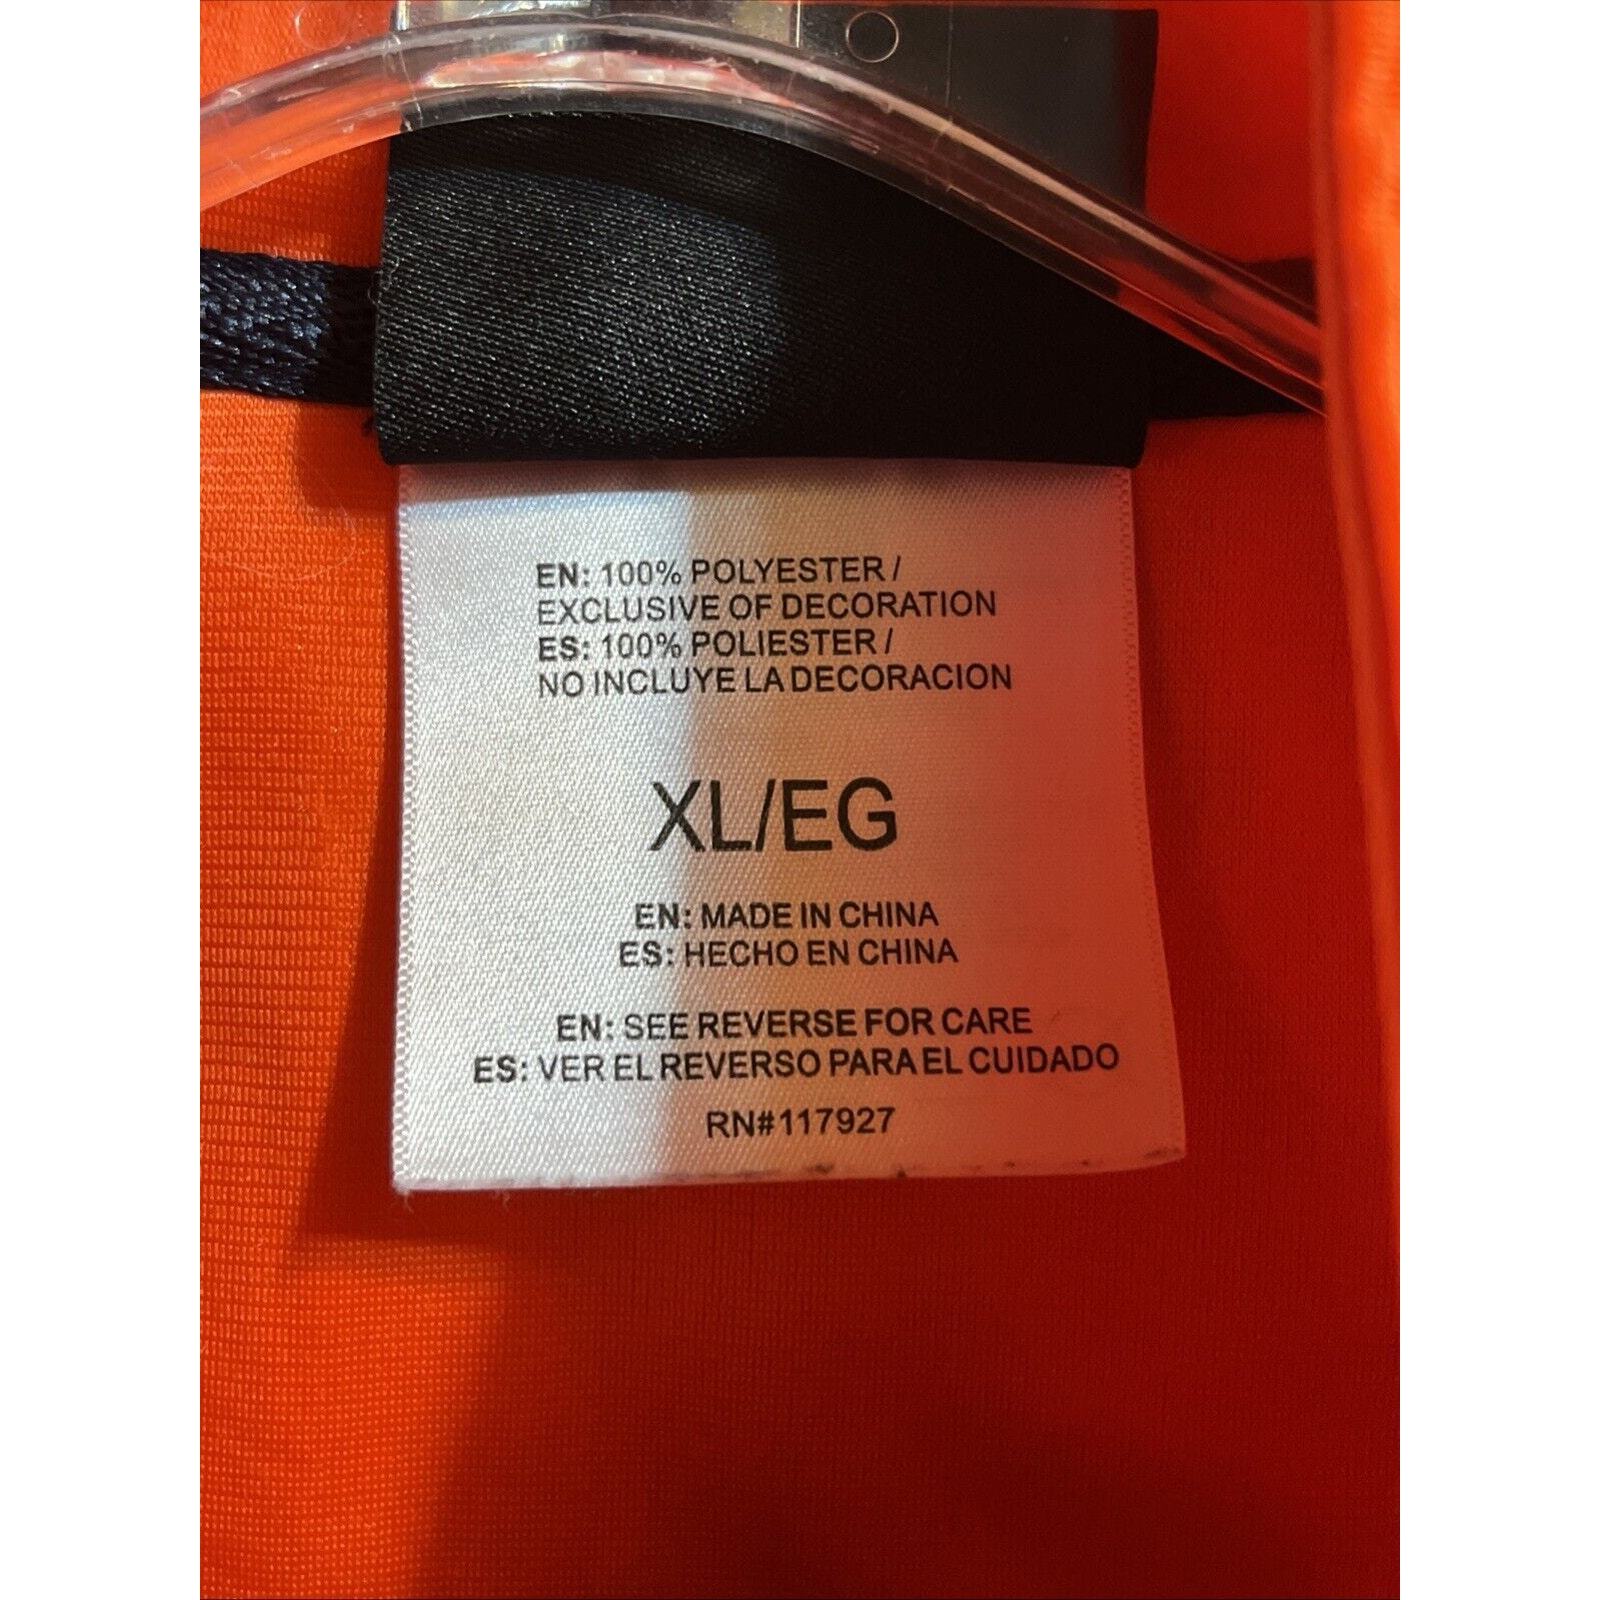 EN: 100% POLYESTER /
EXCLUSIVE OF DECORATION
ES: 100% POLIESTER /
NO INCLUYE LA DECORACION
XL/EG
EN: MADE IN CHINA
ES: HECHO EN CHINA
EN: SEE REVERSE FOR CARE
ES: VER EL REVERSO PARA EL CUIDADO
RN#117927